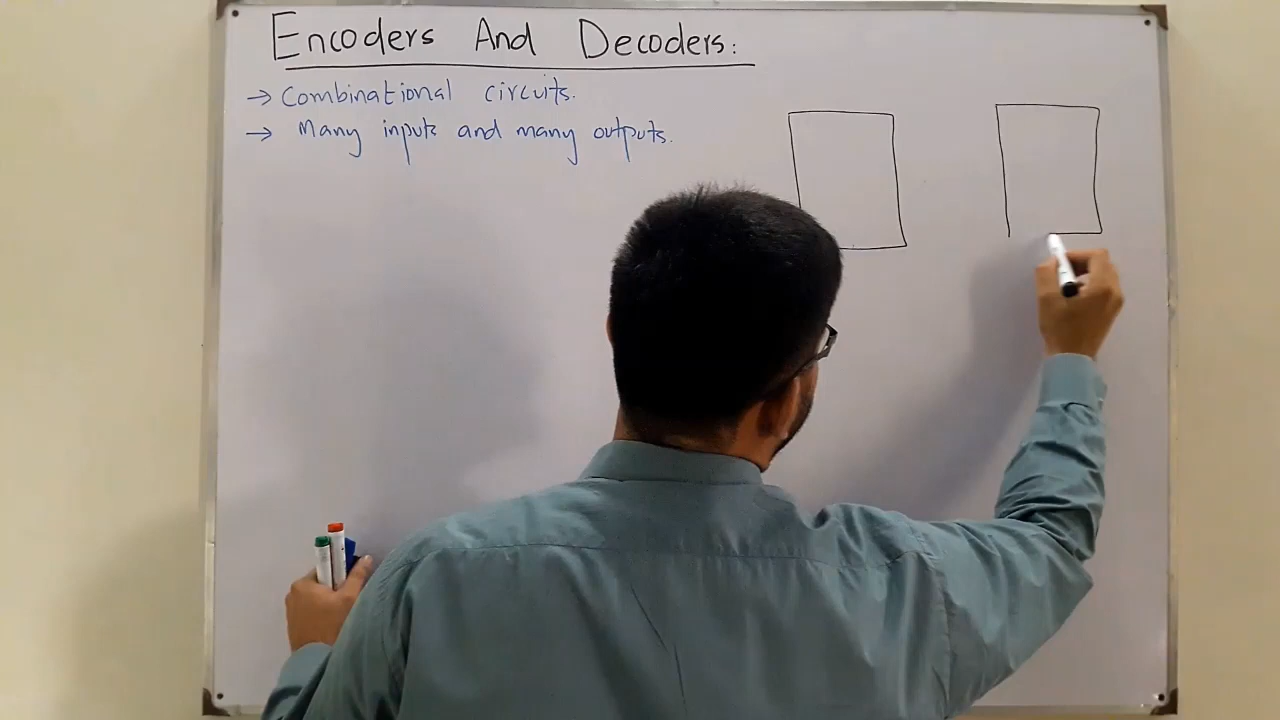 Encoders And Decoders:
→ Combinational circuits.
→ Many inputs and many outputs.